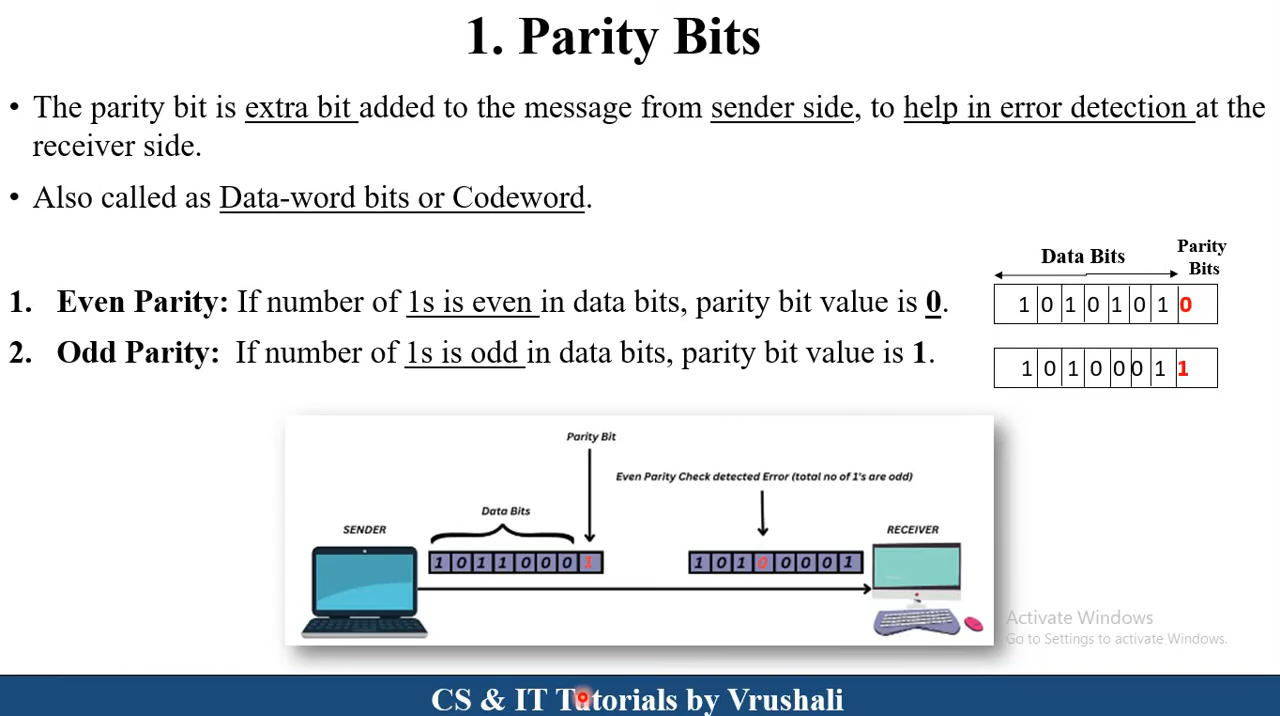 1. Parity Bits
• The parity bit is extra bit added to the message from sender side, to help in error detection at the
receiver side.
• Also called as Data-word bits or Codeword.
Data Bits
Parity
Bits
1. Even Parity: If number of 1s is even in data bits, parity bit value is 0.
1 0 1 0 1 0 1 0
2. Odd Parity: If number of 1s is odd in data bits, parity bit value is 1.
1 0 1 0 0 0 1 1
Parity Bit
Even Parity Check detected Error (total no of 1's are odd)
Data Bits
SENDER
RECEIVER
1 0 1 1 0 0 0 1
1 0 1 0 0 0 0 1
Activate Windows
Go to Settings to activate Windows.
CS & IT Tutorials by Vrushali